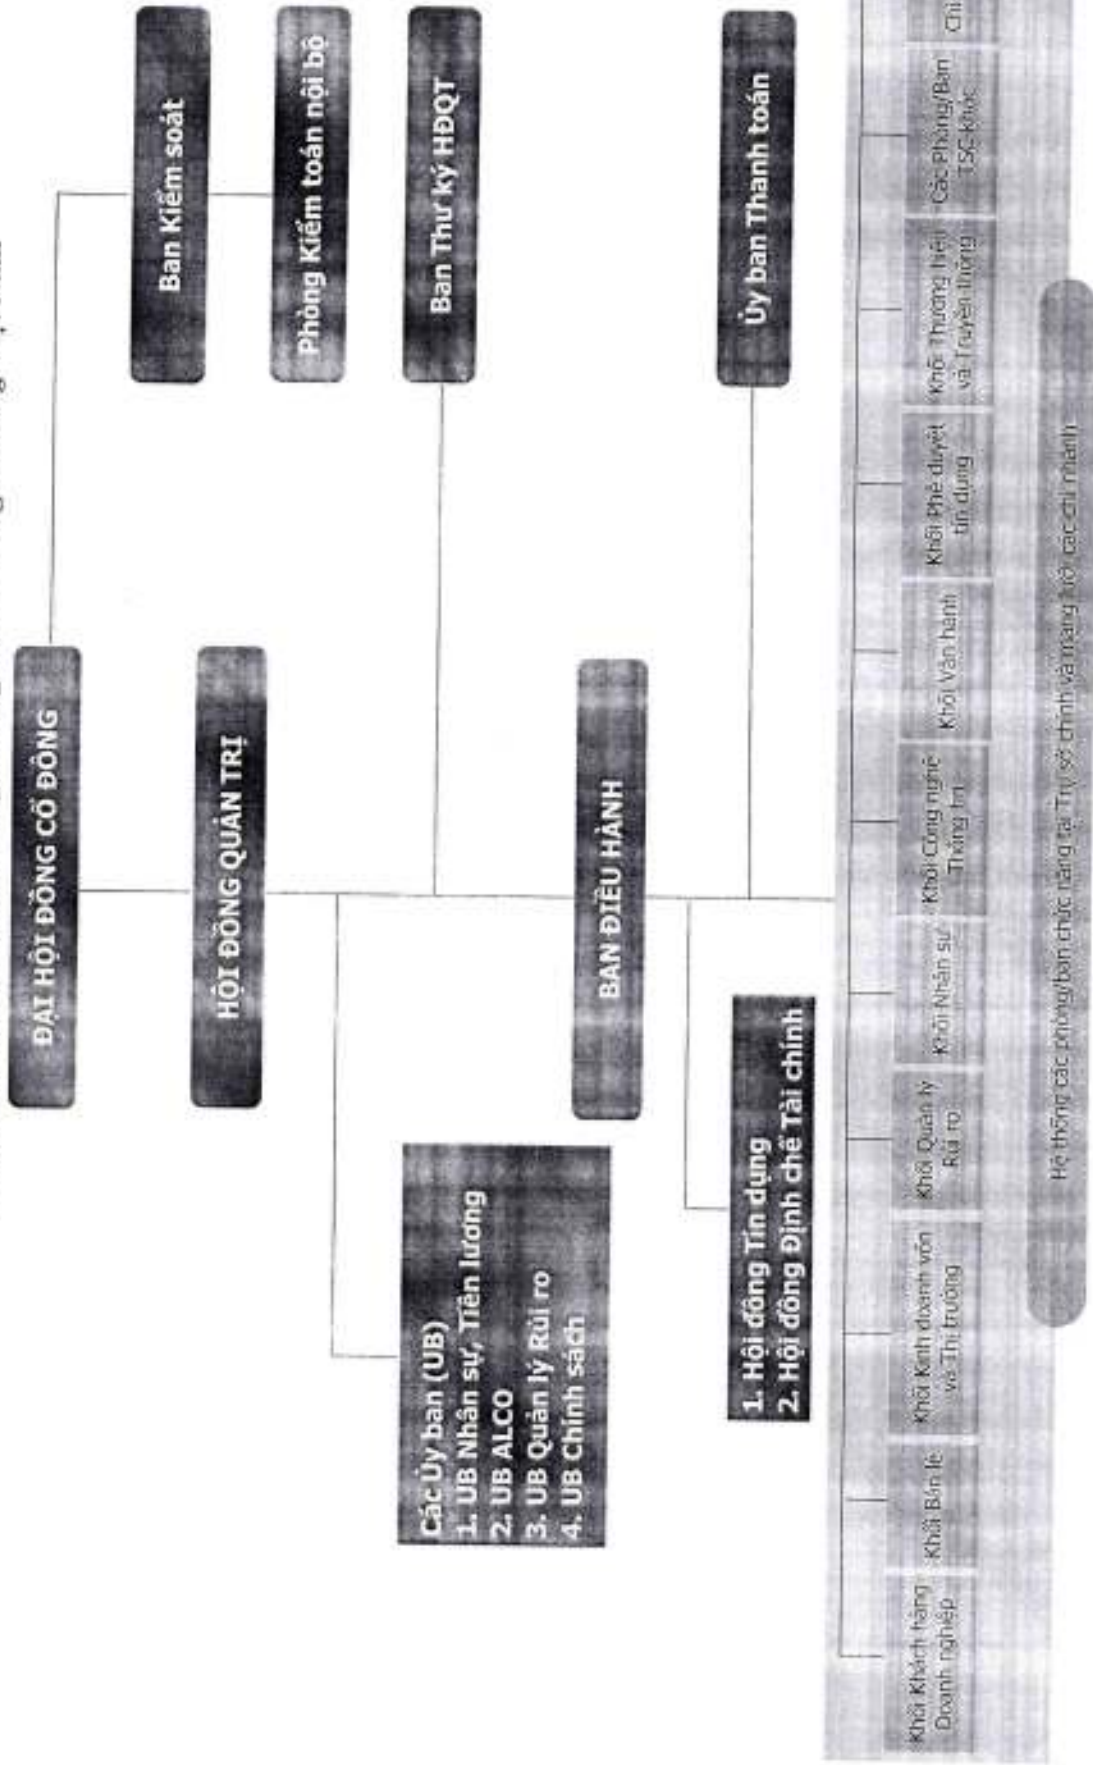 ĐẠI HỘI ĐỒNG CỔ ĐÔNG
Ban Kiểm soát
HỘI ĐỒNG QUẢN TRỊ
Phòng Kiểm toán nội bộ
Ban Thư ký HĐQT
Các Ủy ban (UB)
1. UB Nhân sự, Tiền lương
2. UB ALCO
3. UB Quản lý Rủi ro
4. UB Chính sách
BAN ĐIỀU HÀNH
Ủy ban Thanh toán
1. Hội đồng Tín dụng
2. Hội đồng Định chế Tài chính
Khối Khách hàng
Doanh nghiệp
Khối Bán lẻ
Khối Kinh doanh vốn
và Thị trường
Khối Quản lý
Rủi ro
Khối Nhân sự
Khối Công nghệ
Thông tin
Khối Vận hành
Khối Phê duyệt
tín dụng
Khối Thương hiệu
và Truyền thông
Các Phòng/Ban
TSC khác
Chi
Hệ thống các phòng/ban chức năng tại Trụ sở chính và mạng lưới các chi nhánh